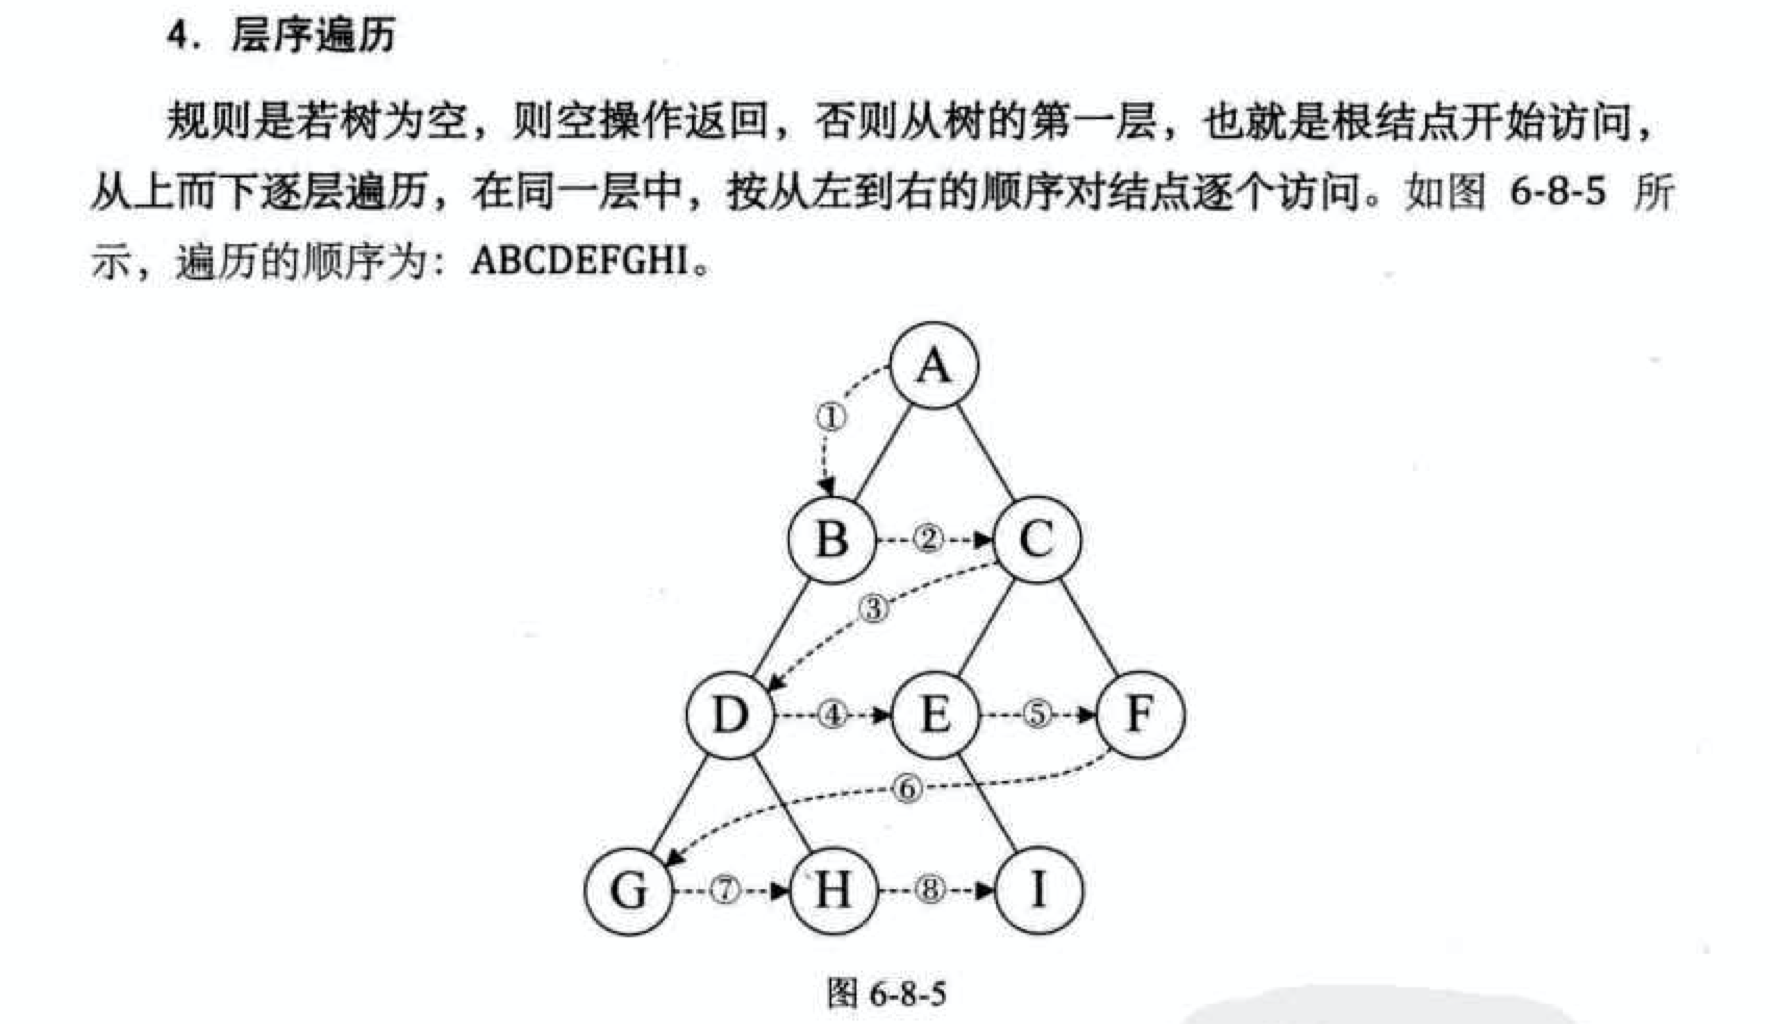 4. 层序遍历
规则是若树为空，则空操作返回，否则从树的第一层，也就是根结点开始访问，
从上而下逐层遍历，在同一层中，按从左到右的顺序对结点逐个访问。如图 6-8-5 所
示，遍历的顺序为：ABCDEFGHI。
A
①
B ② C
③
D ④ E ⑤ F
⑥
G ⑦ H ⑧ I
图 6-8-5